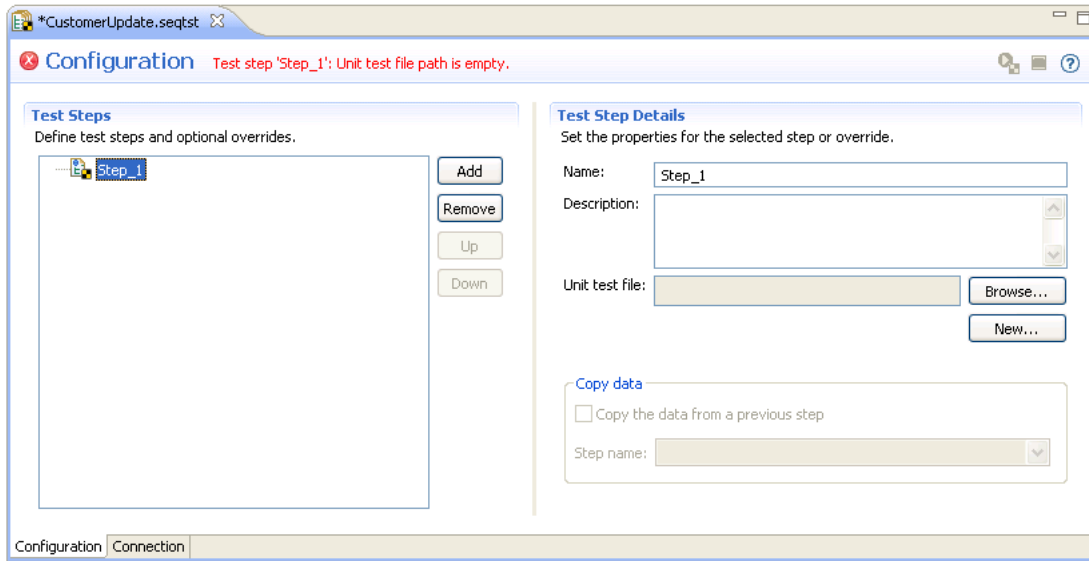 *CustomerUpdate.seqtst
Configuration Test step 'Step_1': Unit test file path is empty.
Test Steps
Define test steps and optional overrides.
Step_1
Add
Remove
Up
Down
Test Step Details
Set the properties for the selected step or override.
Name: Step_1
Description:
Unit test file: Browse...
New...
Copy data
Copy the data from a previous step
Step name:
Configuration Connection